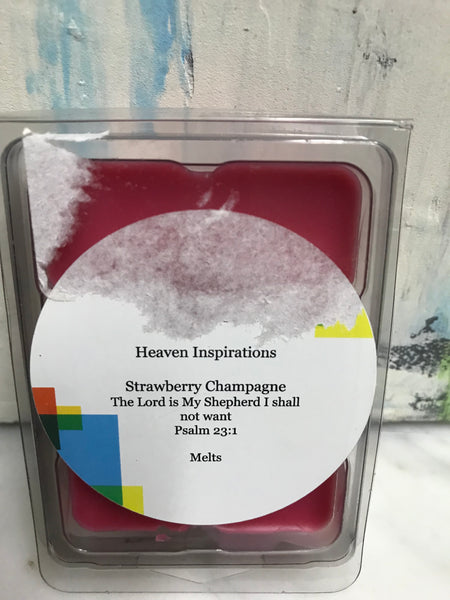 Heaven Inspirations
Strawberry Champagne
The Lord is My Shepherd I shall
not want
Psalm 23:1
Melts